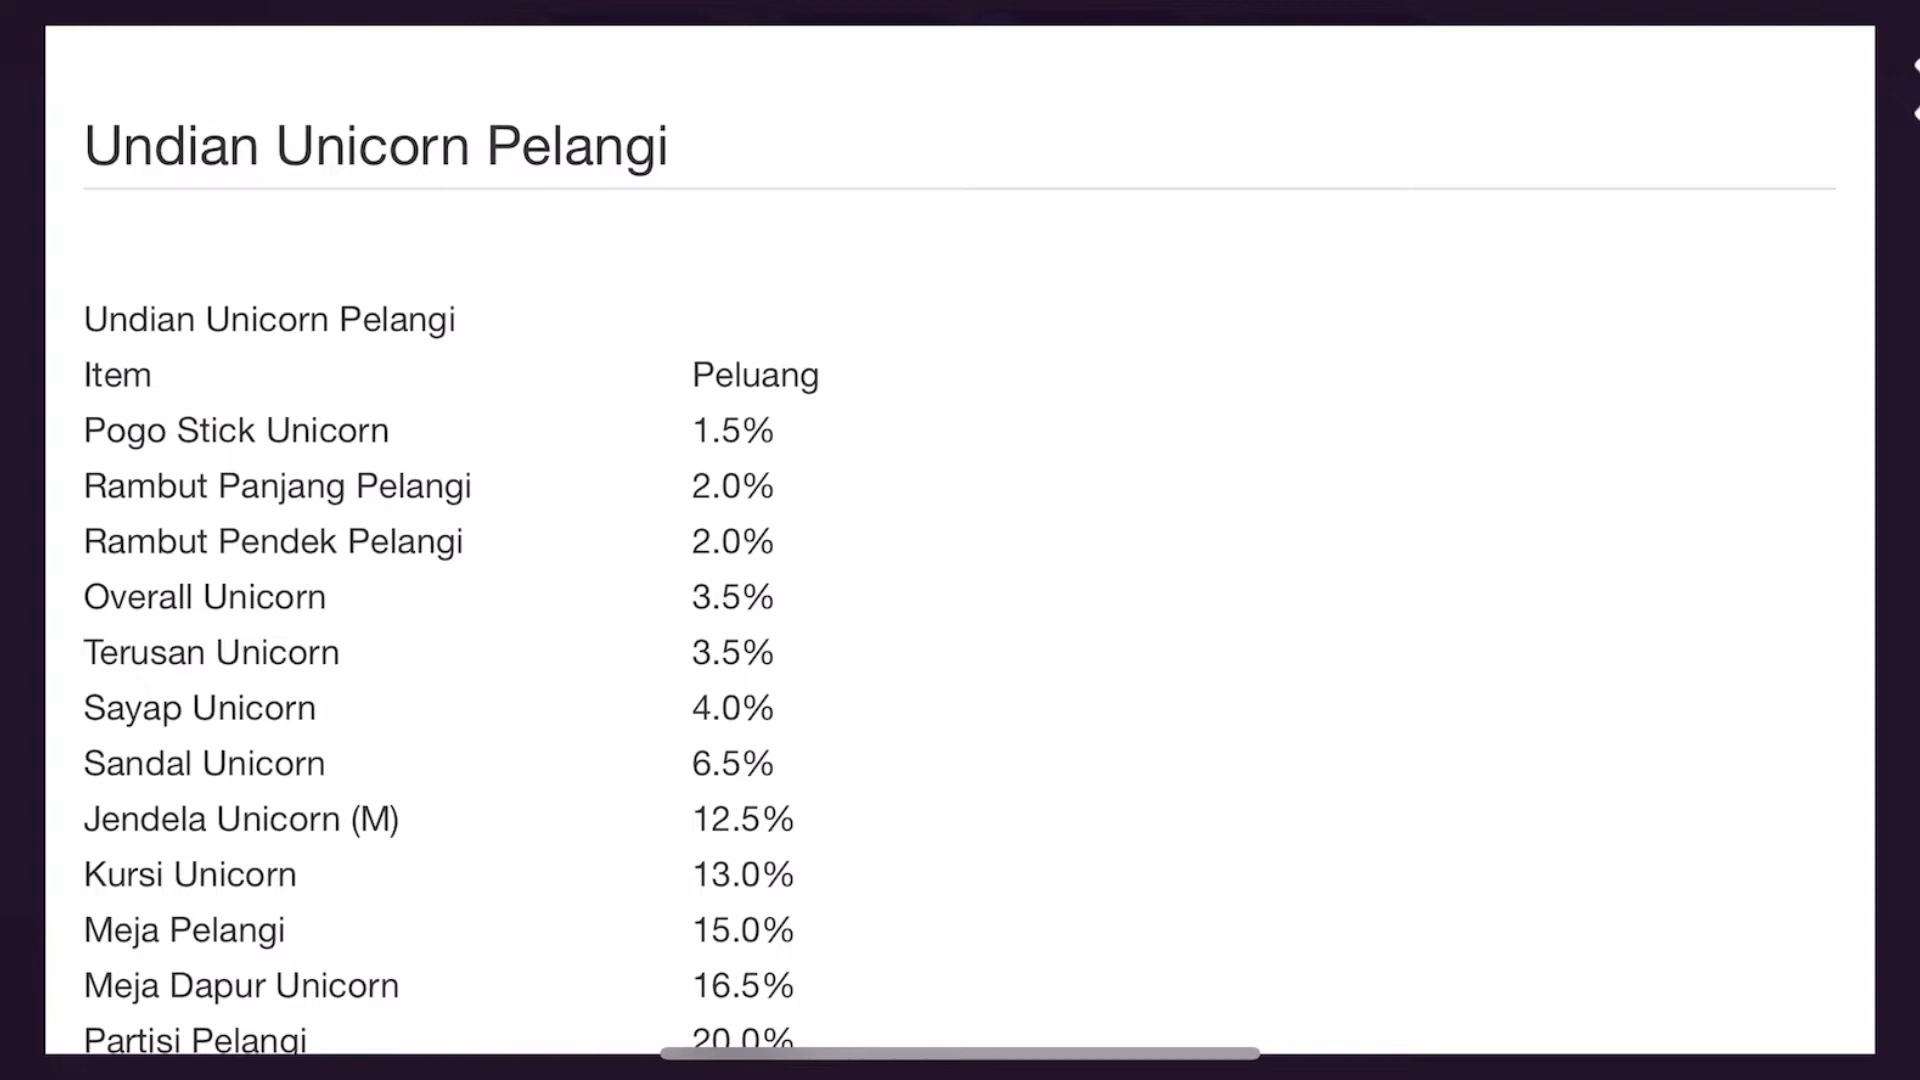 Undian Unicorn Pelangi
Undian Unicorn Pelangi
Item Peluang
Pogo Stick Unicorn 1.5%
Rambut Panjang Pelangi 2.0%
Rambut Pendek Pelangi 2.0%
Overall Unicorn 3.5%
Terusan Unicorn 3.5%
Sayap Unicorn 4.0%
Sandal Unicorn 6.5%
Jendela Unicorn (M) 12.5%
Kursi Unicorn 13.0%
Meja Pelangi 15.0%
Meja Dapur Unicorn 16.5%
Partisi Pelangi 20.0%